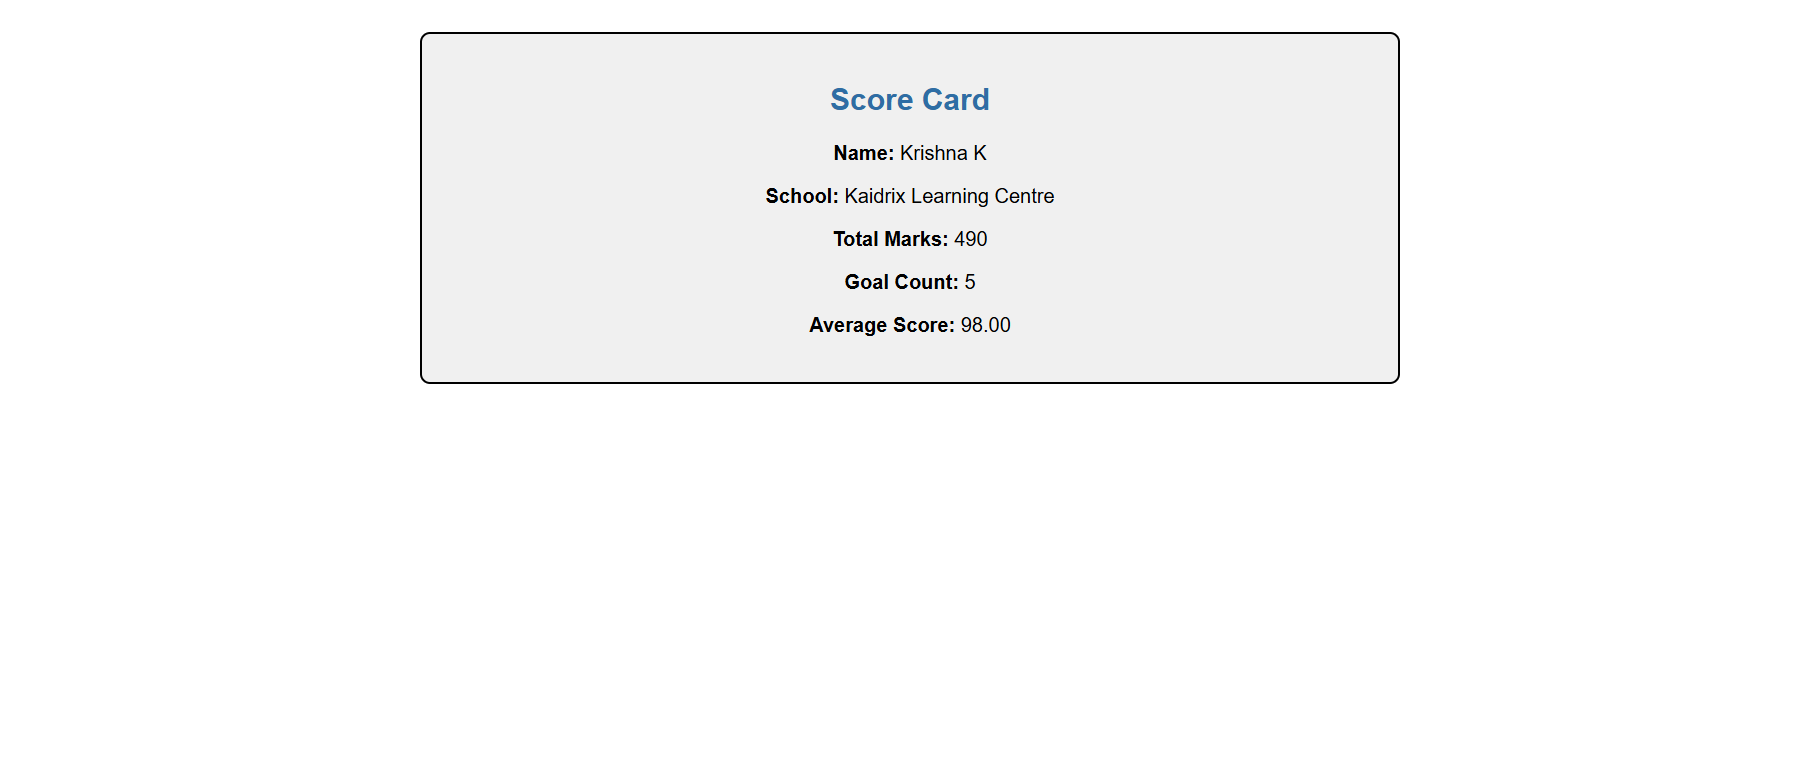 Score Card
Name: Krishna K
School: Kaidrix Learning Centre
Total Marks: 490
Goal Count: 5
Average Score: 98.00